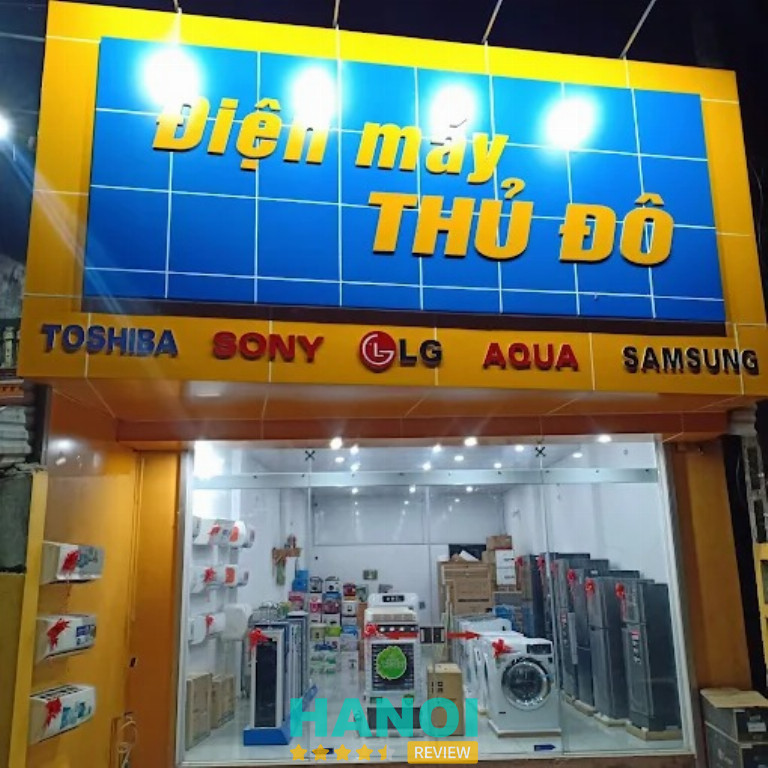 Điện máy
THỦ ĐÔ
TOSHIBA SONY LG AQUA SAMSUNG
HANOI
REVIEW